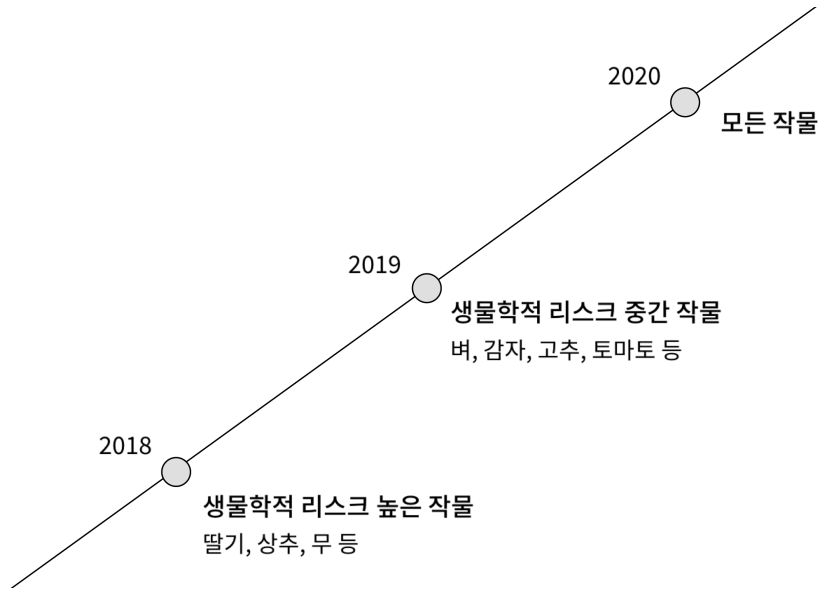 2020
모든 작물
2019
생물학적 리스크 중간 작물
벼, 감자, 고추, 토마토 등
2018
생물학적 리스크 높은 작물
딸기, 상추, 무 등